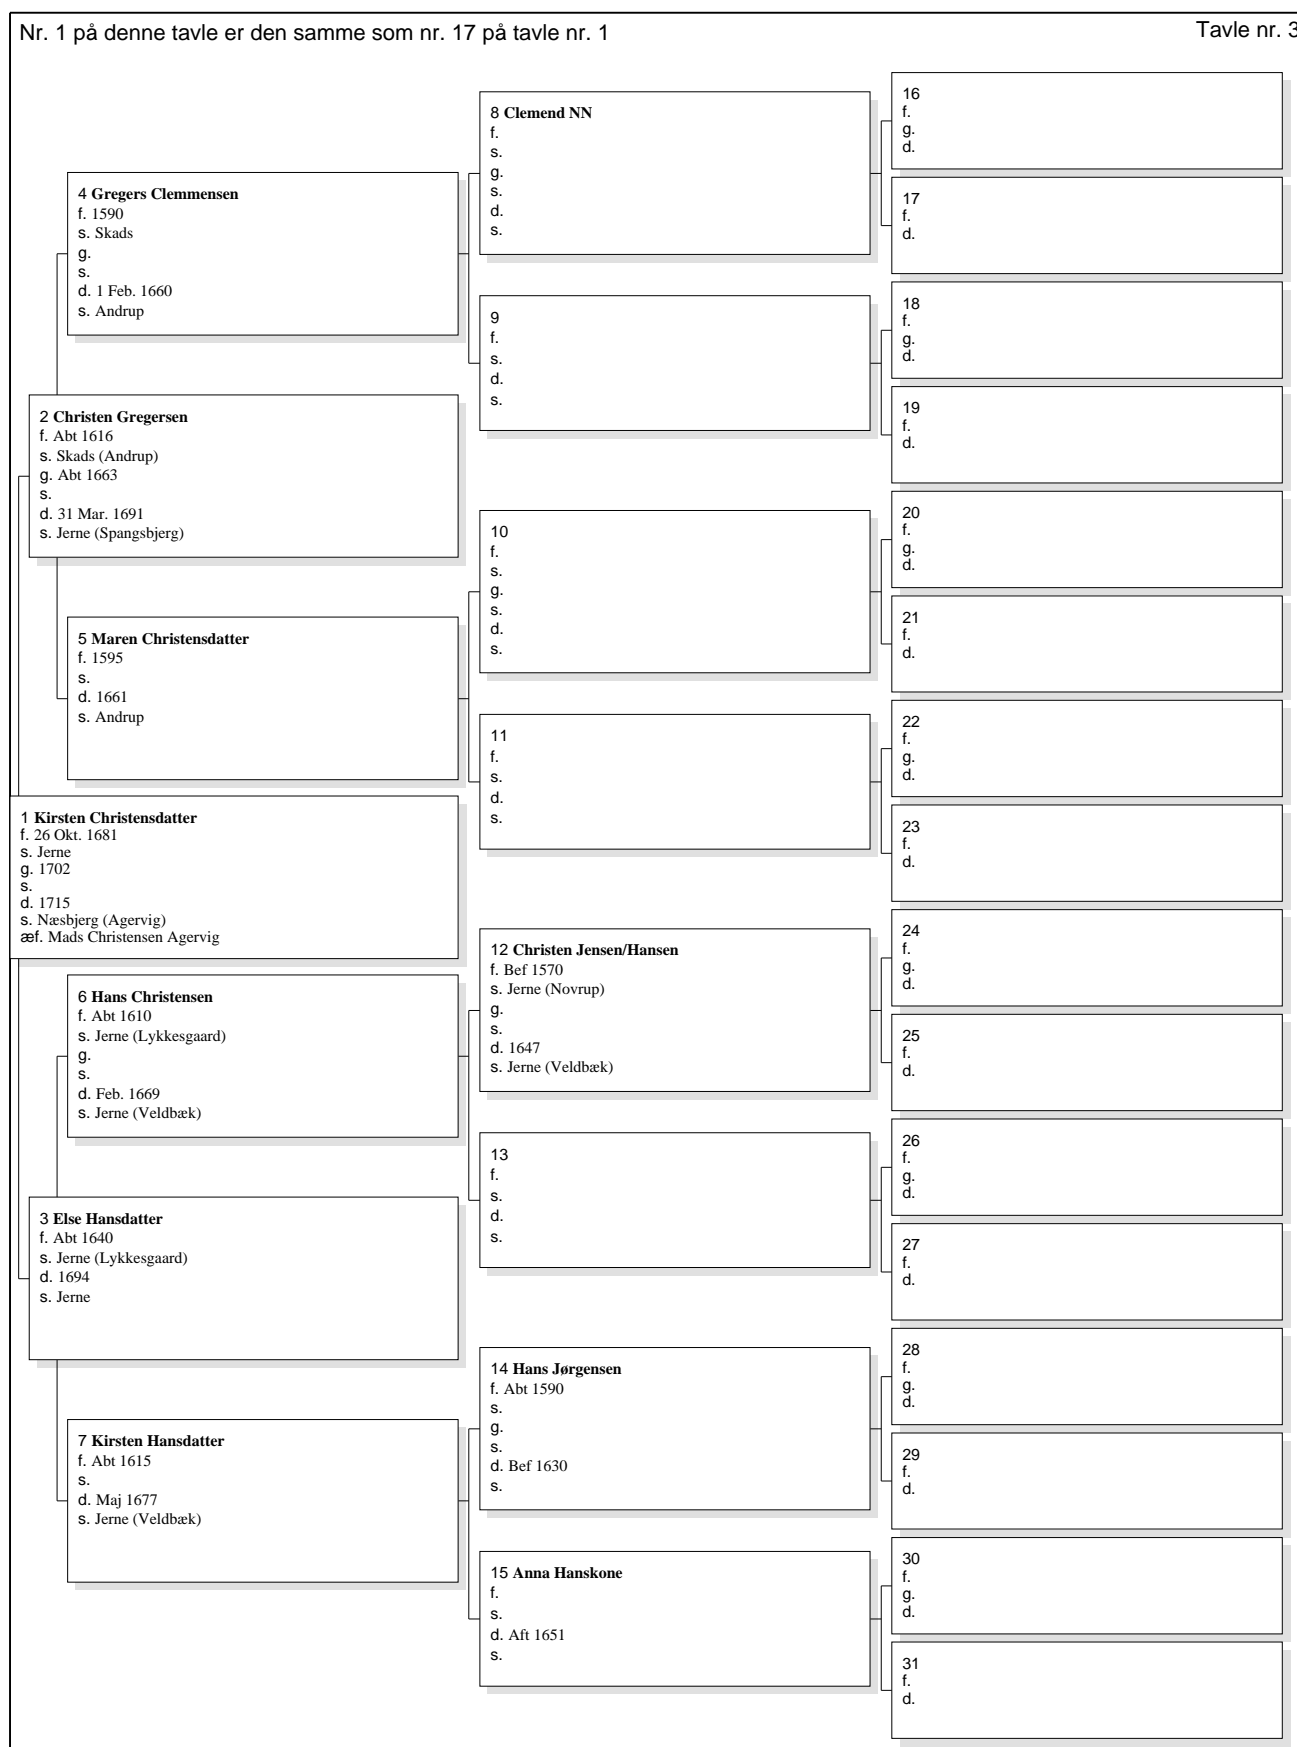 Nr. 1 på denne tavle er den samme som nr. 17 på tavle nr. 1
Tavle nr. 3
4 Gregers Clemmensen
f. 1590
s. Skads
g.
s.
d. 1 Feb. 1660
s. Andrup
2 Christen Gregersen
f. Abt 1616
s. Skads (Andrup)
g. Abt 1663
s.
d. 31 Mar. 1691
s. Jerne (Spangsbjerg)
5 Maren Christensdatter
f. 1595
s.
d. 1661
s. Andrup
1 Kirsten Christensdatter
f. 26 Okt. 1681
s. Jerne
g. 1702
s.
d. 1715
s. Næsbjerg (Agervig)
æf. Mads Christensen Agervig
6 Hans Christensen
f. Abt 1610
s. Jerne (Lykkesgaard)
g.
s.
d. Feb. 1669
s. Jerne (Veldbæk)
3 Else Hansdatter
f. Abt 1640
s. Jerne (Lykkesgaard)
d. 1694
s. Jerne
7 Kirsten Hansdatter
f. Abt 1615
s.
d. Maj 1677
s. Jerne (Veldbæk)
8 Clemend NN
f.
s.
g.
s.
d.
s.
9
f.
s.
d.
s.
10
f.
s.
g.
s.
d.
s.
11
f.
s.
d.
s.
12 Christen Jensen/Hansen
f. Bef 1570
s. Jerne (Novrup)
g.
s.
d. 1647
s. Jerne (Veldbæk)
13
f.
s.
d.
s.
14 Hans Jørgensen
f. Abt 1590
s.
g.
s.
d. Bef 1630
s.
15 Anna Hanskone
f.
s.
d. Aft 1651
s.
16
f.
g.
d.
17
f.
d.
18
f.
g.
d.
19
f.
d.
20
f.
g.
d.
21
f.
d.
22
f.
g.
d.
23
f.
d.
24
f.
g.
d.
25
f.
d.
26
f.
g.
d.
27
f.
d.
28
f.
g.
d.
29
f.
d.
30
f.
g.
d.
31
f.
d.